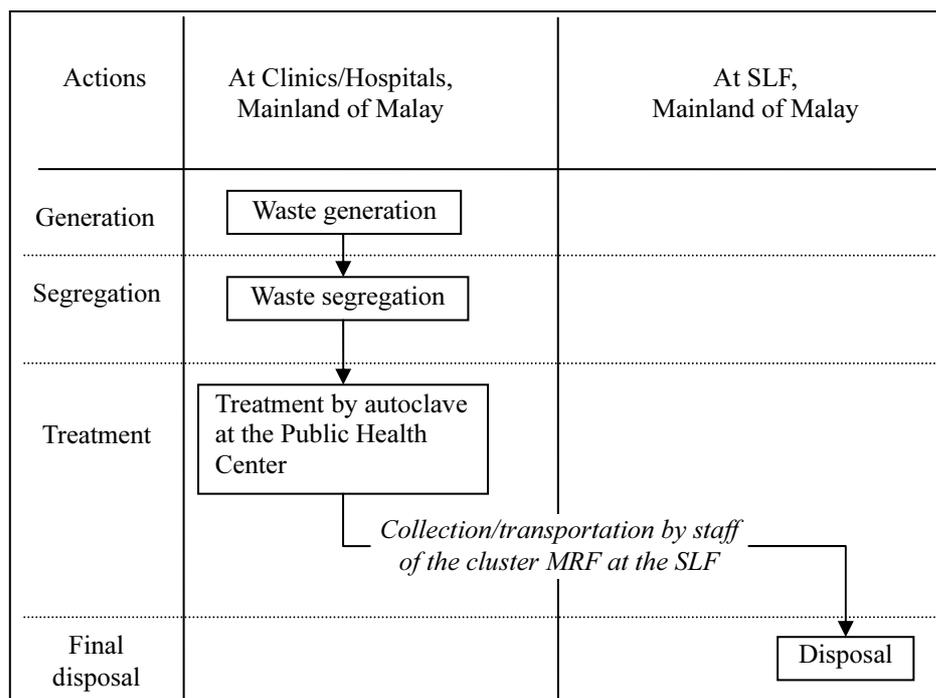 Actions
At Clinics/Hospitals,
Mainland of Malay
At SLF,
Mainland of Malay
Generation
Waste generation
Segregation
Waste segregation
Treatment
Treatment by autoclave
at the Public Health
Center
Collection/transportation by staff
of the cluster MRF at the SLF
Final
disposal
Disposal